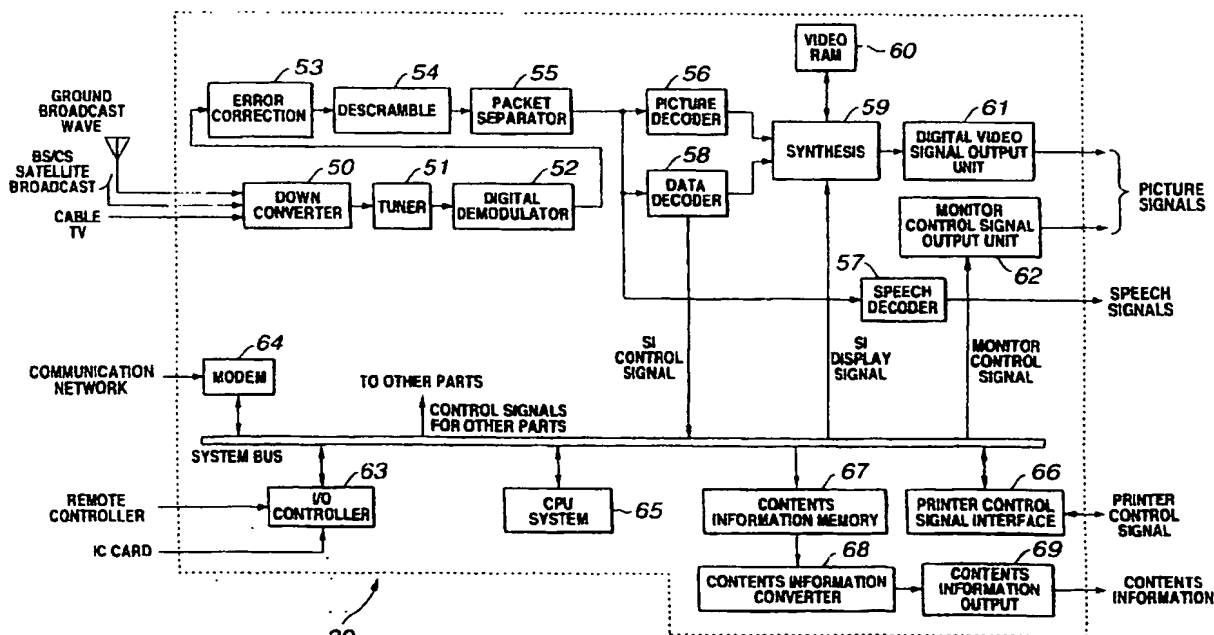 VIDEO
RAM
60
53
54
55
56
59
61
GROUND
BROADCAST
WAVE
ERROR
CORRECTION
DESCRAMBLE
PACKET
SEPARATOR
PICTURE
DECODER
SYNTHESIS
DIGITAL VIDEO
SIGNAL OUTPUT
UNIT
BS/CS
SATELLITE
BROADCAST
50
51
52
58
DOWN
CONVERTER
TUNER
DIGITAL
DEMODULATOR
DATA
DECODER
PICTURE
SIGNALS
CABLE
TV
MONITOR
CONTROL SIGNAL
OUTPUT UNIT
62
57
SPEECH
DECODER
SPEECH
SIGNALS
64
SI
CONTROL
SIGNAL
SI
DISPLAY
SIGNAL
MONITOR
CONTROL
SIGNAL
COMMUNICATION
NETWORK
MODEM
TO OTHER PARTS
CONTROL SIGNALS
FOR OTHER PARTS
SYSTEM BUS
63
67
66
REMOTE
CONTROLLER
I/O
CONTROLLER
CPU
SYSTEM
65
CONTENTS
INFORMATION MEMORY
PRINTER CONTROL
SIGNAL INTERFACE
PRINTER
CONTROL
SIGNAL
IC CARD
68
69
CONTENTS INFORMATION
CONVERTER
CONTENTS
INFORMATION
OUTPUT
CONTENTS
INFORMATION